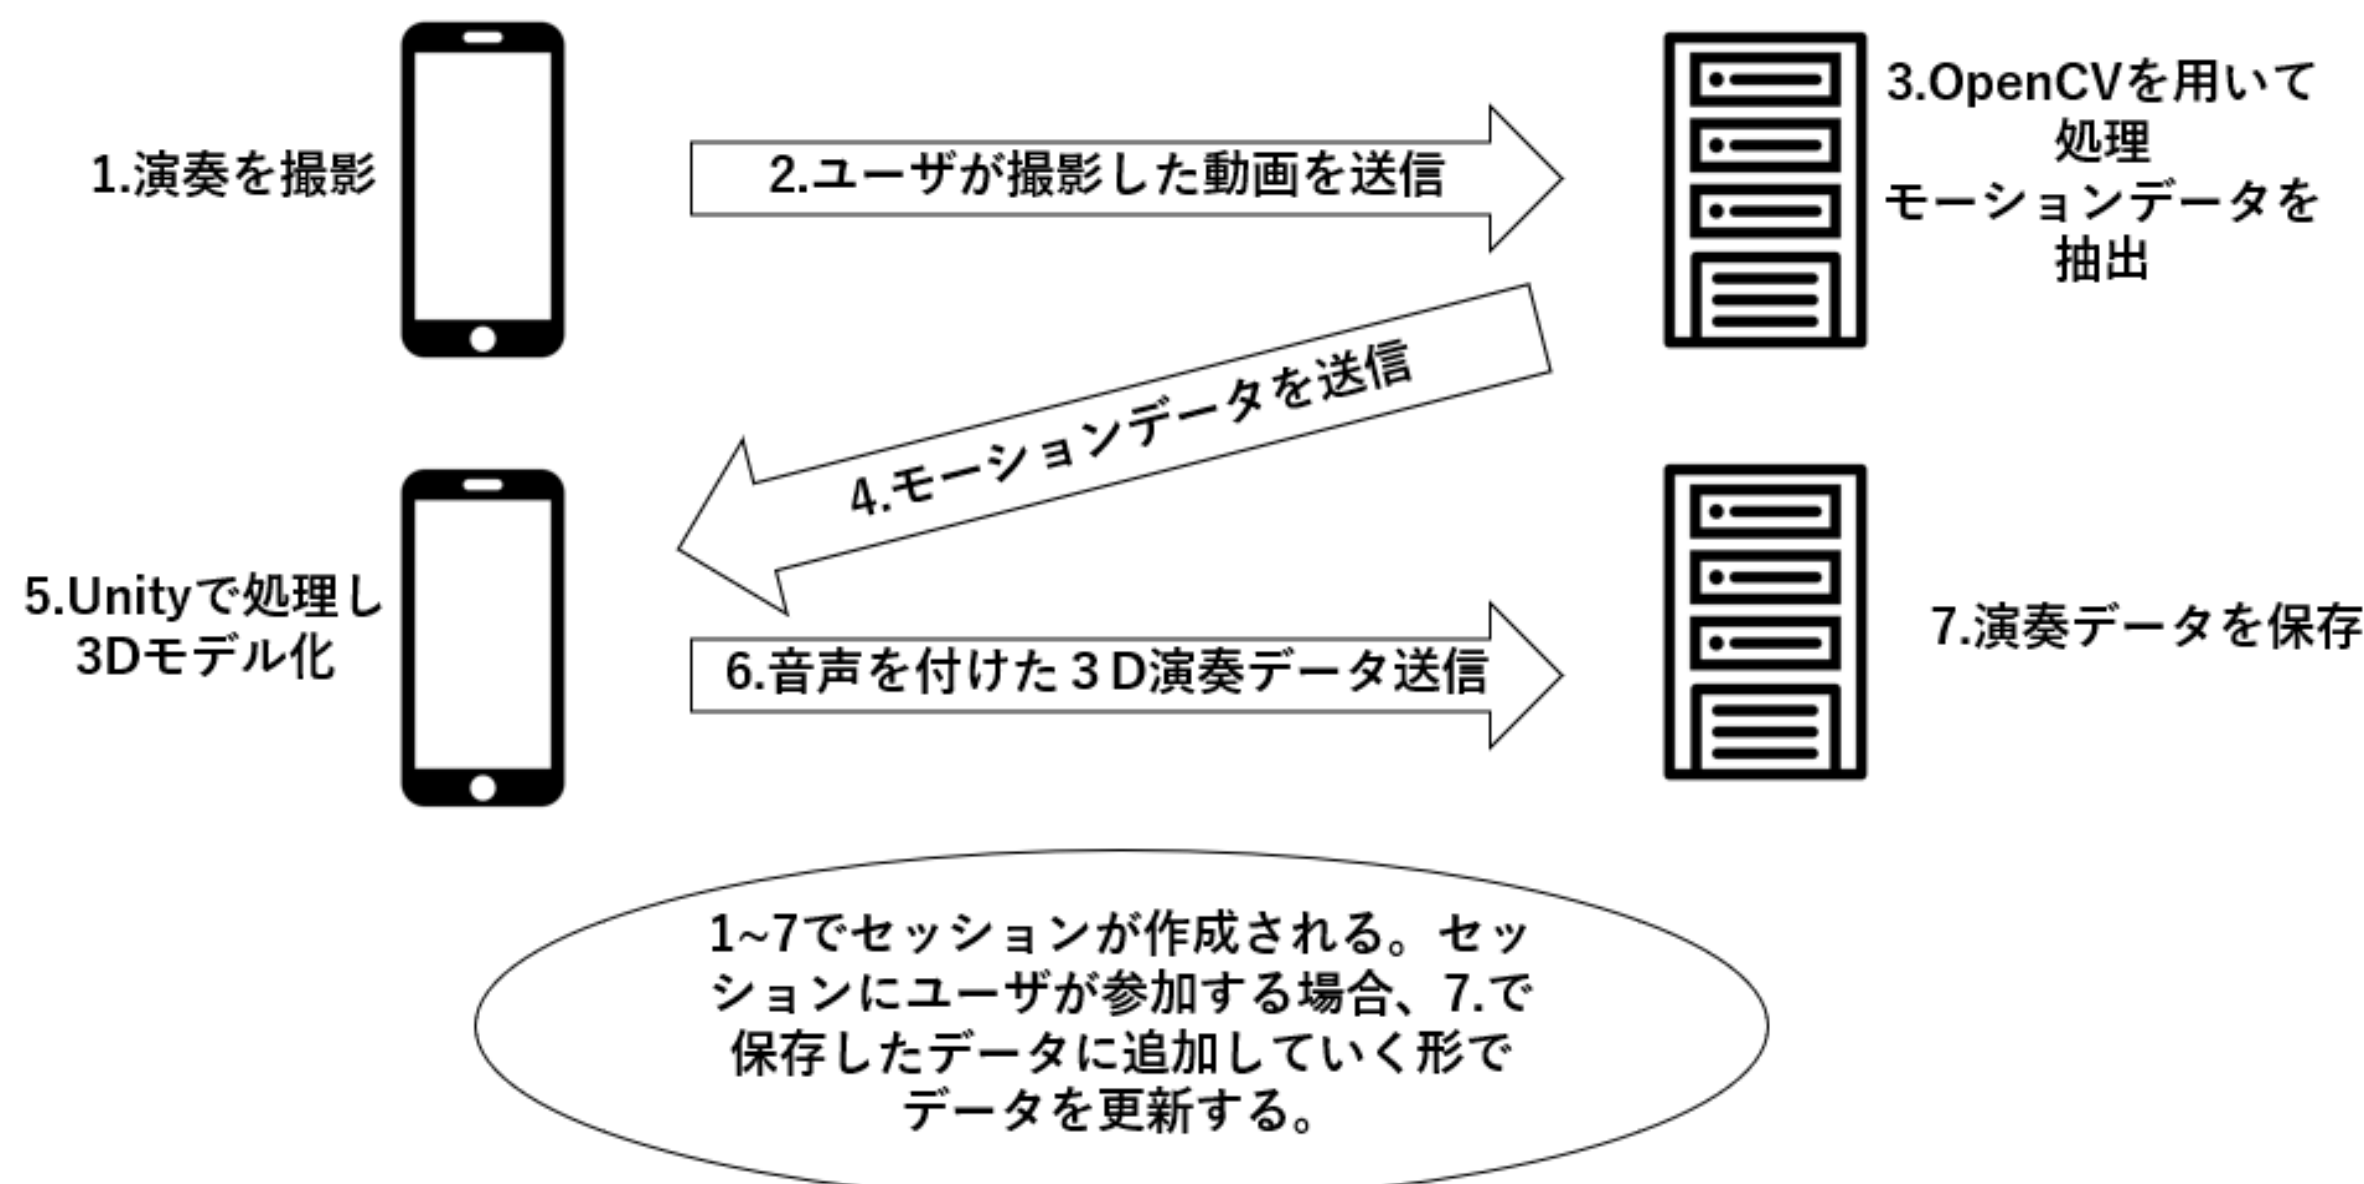 1.演奏を撮影
2.ユーザが撮影した動画を送信
3.OpenCVを用いて
処理
モーションデータを
抽出
4.モーションデータを送信
5.Unityで処理し
3Dモデル化
6.音声を付けた３D演奏データ送信
7.演奏データを保存
1~7でセッションが作成される。セッ
ションにユーザが参加する場合、7.で
保存したデータに追加していく形で
データを更新する。